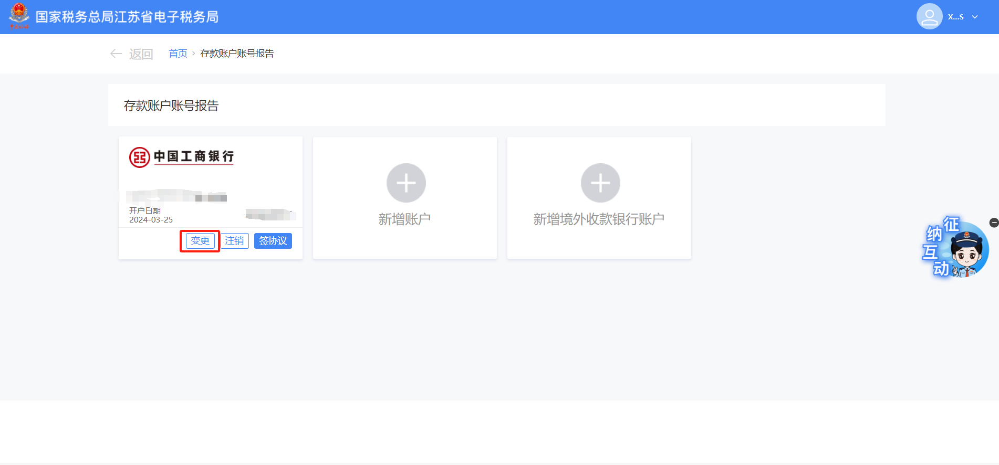 国家税务总局江苏省电子税务局
X...S
返回 首页 › 存款账户账号报告
存款账户账号报告
中国工商银行
开户日期
2024-03-25
变更 注销 签协议
新增账户
新增境外收款银行账户
征纳互动